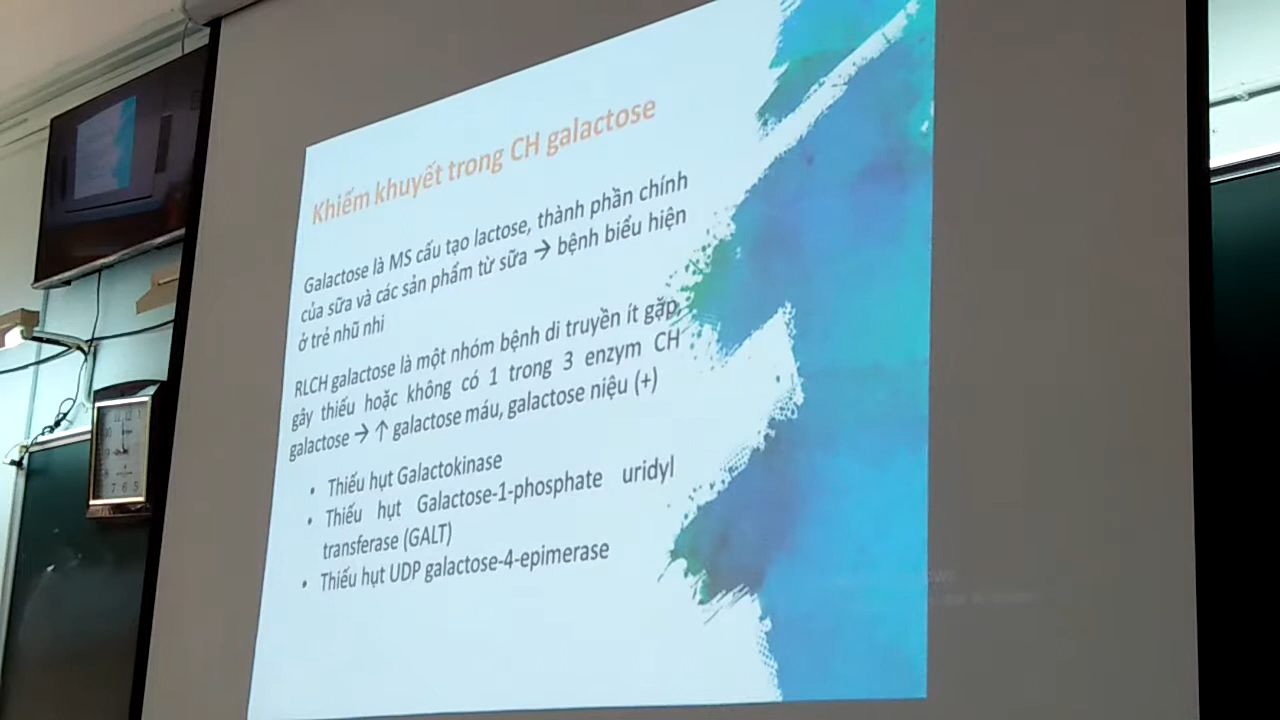 Khiếm khuyết trong CH galactose
Galactose là MS cấu tạo lactose, thành phần chính
của sữa và các sản phẩm từ sữa → bệnh biểu hiện
ở trẻ nhũ nhi
RLCH galactose là một nhóm bệnh di truyền ít gặp,
gây thiếu hoặc không có 1 trong 3 enzym CH
galactose → ↑ galactose máu, galactose niệu (+)
• Thiếu hụt Galactokinase
• Thiếu hụt Galactose-1-phosphate uridyl
transferase (GALT)
• Thiếu hụt UDP galactose-4-epimerase